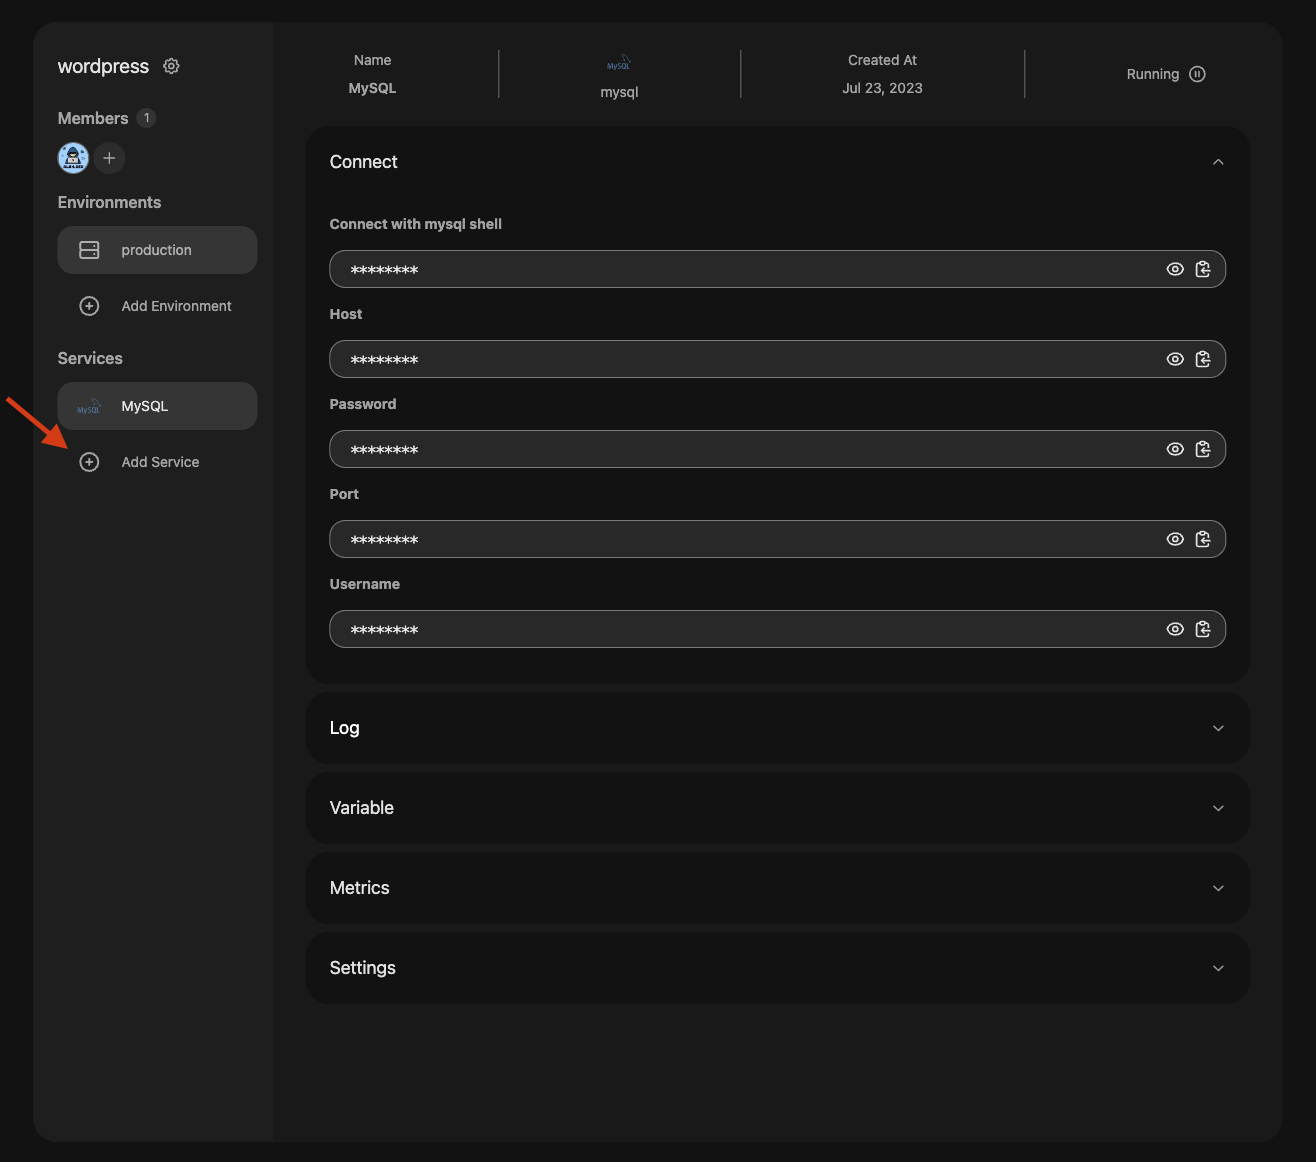 wordpress
Members 1
Environments
production
Add Environment
Services
MySQL MySQL
Add Service
Name
MySQL
MySQL
mysql
Created At
Jul 23, 2023
Running
Connect
Connect with mysql shell
********
Host
********
Password
********
Port
********
Username
********
Log
Variable
Metrics
Settings